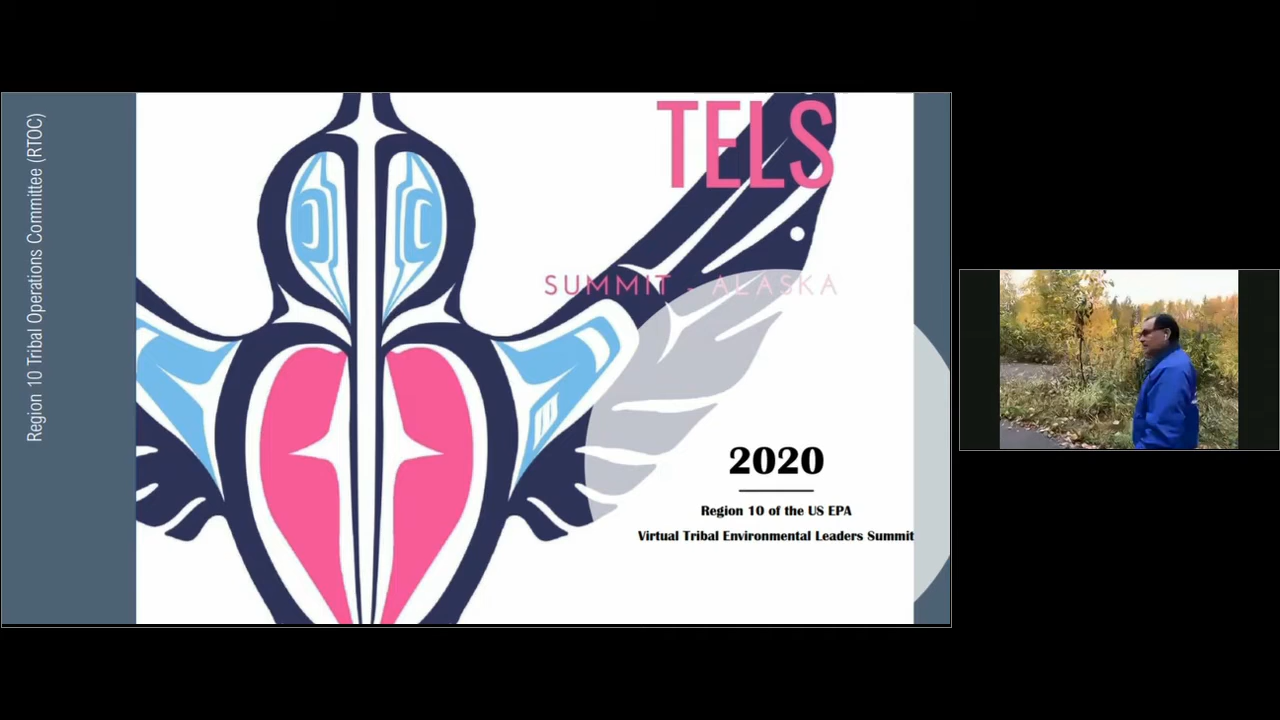 Region 10 Tribal Operations Committee (RTOC)
TELS
SUMMIT - ALASKA
2020
Region 10 of the US EPA
Virtual Tribal Environmental Leaders Summit